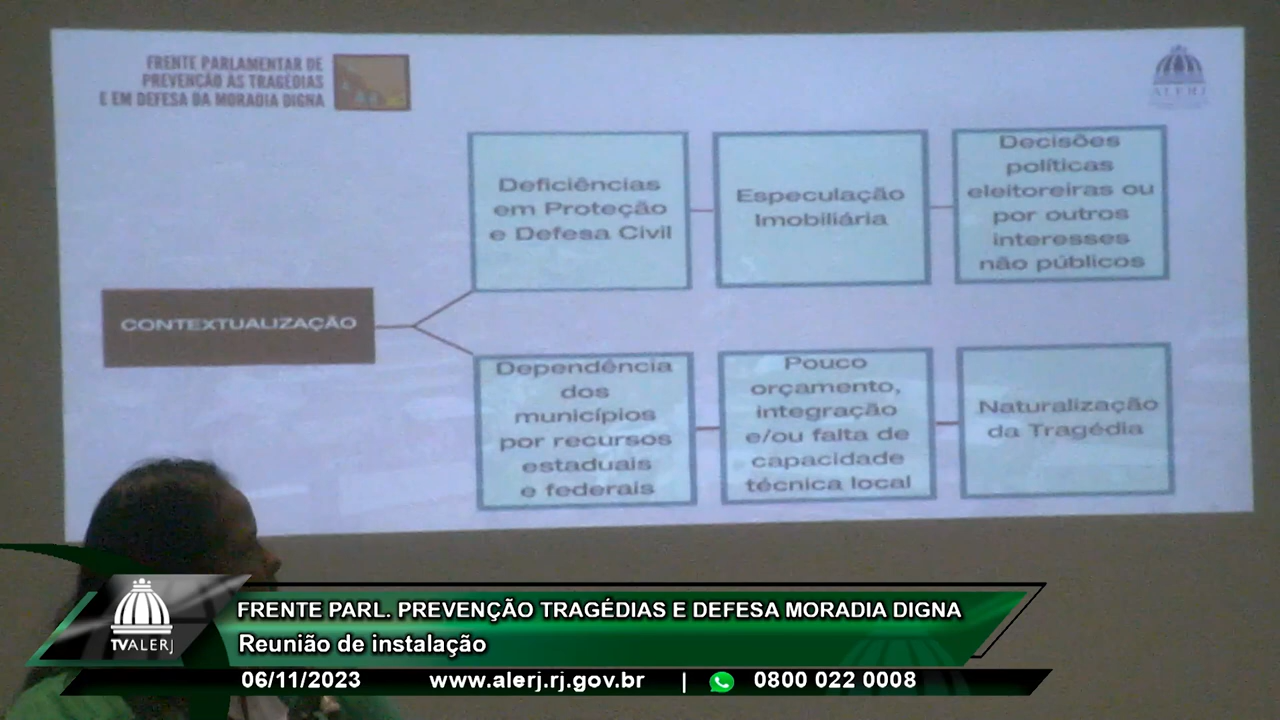 FRENTE PARLAMENTAR DE
PREVENÇÃO ÀS TRAGÉDIAS
E EM DEFESA DA MORADIA DIGNA
ALERJ
CONTEXTUALIZAÇÃO
Deficiências
em Proteção
e Defesa Civil
Especulação
Imobiliária
Decisões
políticas
eleitoreiras ou
por outros
interesses
não públicos
Dependência
dos
municípios
por recursos
estaduais
e federais
Pouco
orçamento,
integração
e/ou falta de
capacidade
técnica local
Naturalização
da Tragédia
TVALERJ
FRENTE PARL. PREVENÇÃO TRAGÉDIAS E DEFESA MORADIA DIGNA
Reunião de instalação
06/11/2023 www.alerj.rj.gov.br | 0800 022 0008